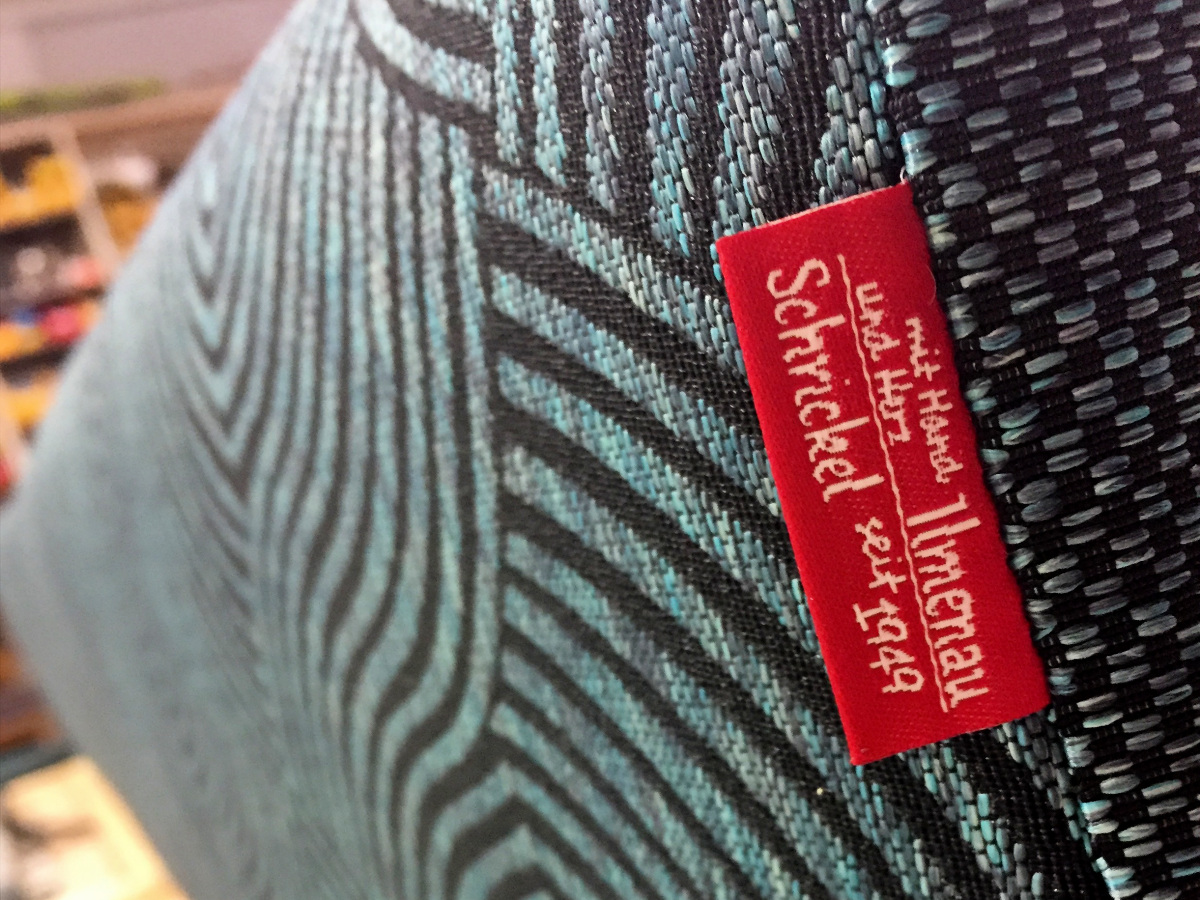 mit Hand Ilmenau
und Herz
Schrickel seit 1949